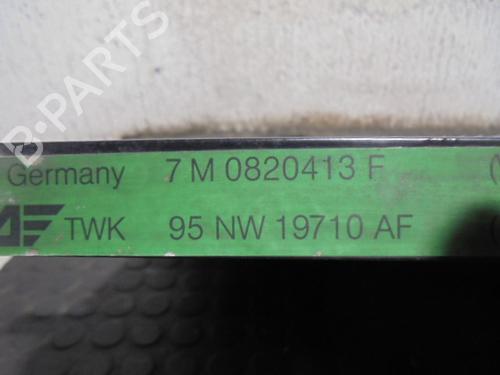 B-PARTS
Germany 7 M 0820413 F (
TWK 95 NW 19710 AF (